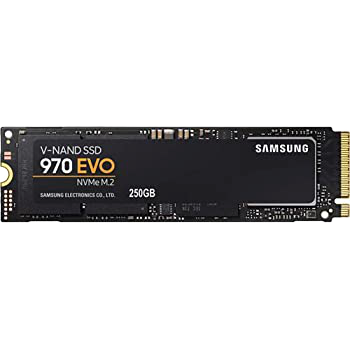 V-NAND SSD
970 EVO
NVMe M.2
SAMSUNG ELECTRONICS CO., LTD.
250GB
SAMSUNG